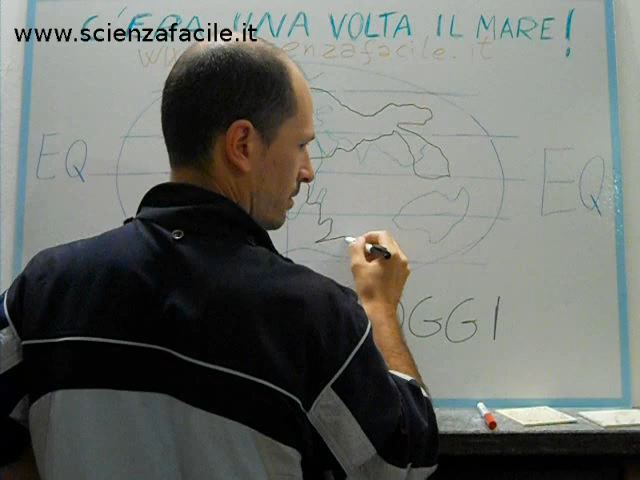 www.scienzafacile.it
C'ERA UNA VOLTA IL MARE!
www.scienzafacile.it
EQ EQ
OGGI